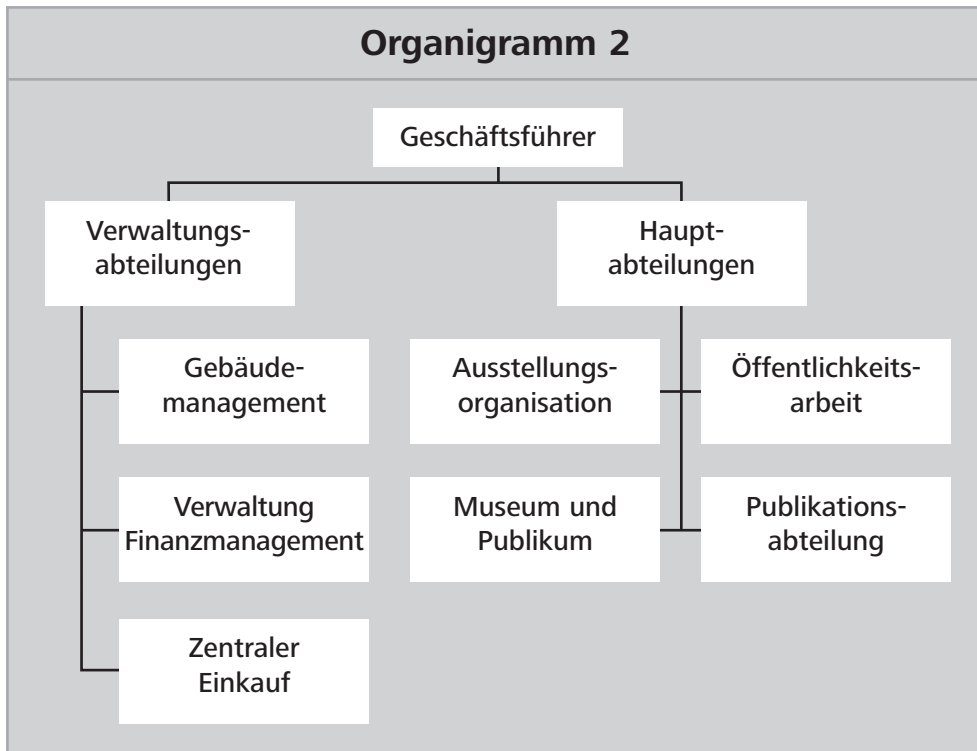 Organigramm 2
Geschäftsführer
Verwaltungs-
abteilungen
Haupt-
abteilungen
Gebäude-
management
Ausstellungs-
organisation
Öffentlichkeits-
arbeit
Verwaltung
Finanzmanagement
Museum und
Publikum
Publikations-
abteilung
Zentraler
Einkauf